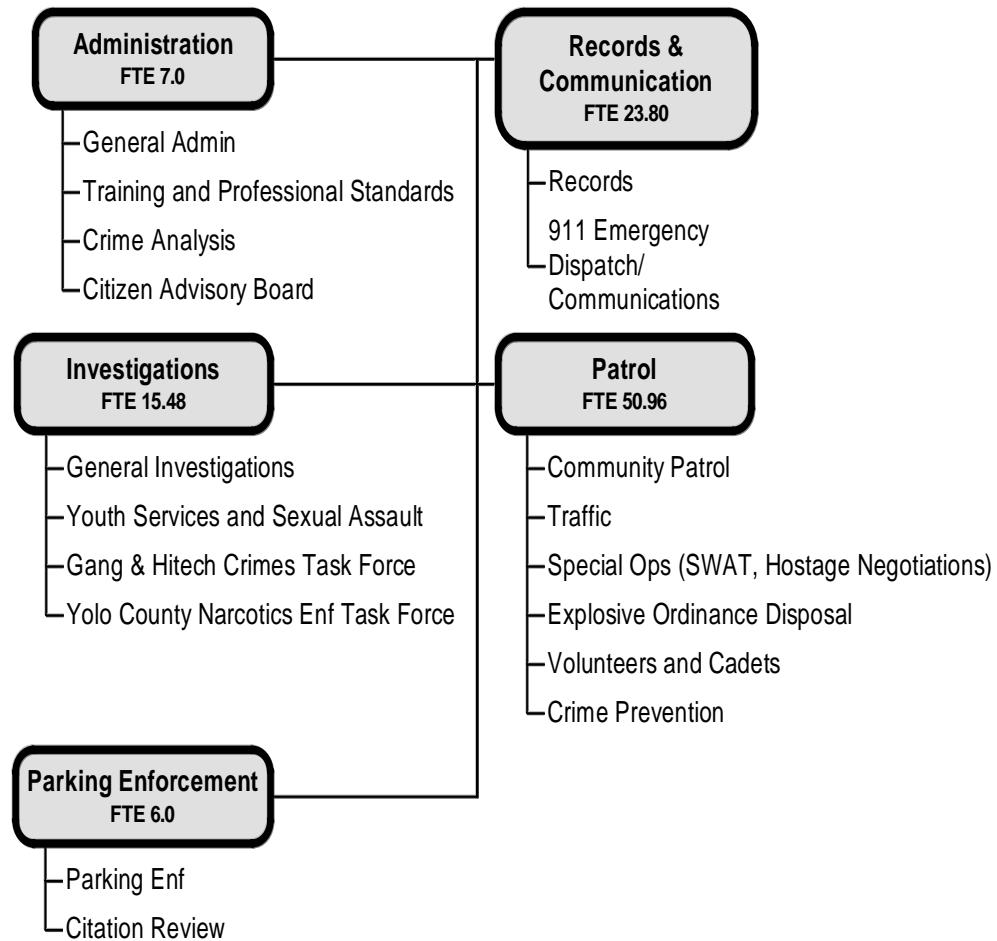 Administration
FTE 7.0
General Admin
Training and Professional Standards
Crime Analysis
Citizen Advisory Board
Records &
Communication
FTE 23.80
Records
911 Emergency
Dispatch/
Communications
Investigations
FTE 15.48
General Investigations
Youth Services and Sexual Assault
Gang & Hitech Crimes Task Force
Yolo County Narcotics Enf Task Force
Patrol
FTE 50.96
Community Patrol
Traffic
Special Ops (SWAT, Hostage Negotiations)
Explosive Ordinance Disposal
Volunteers and Cadets
Crime Prevention
Parking Enforcement
FTE 6.0
Parking Enf
Citation Review